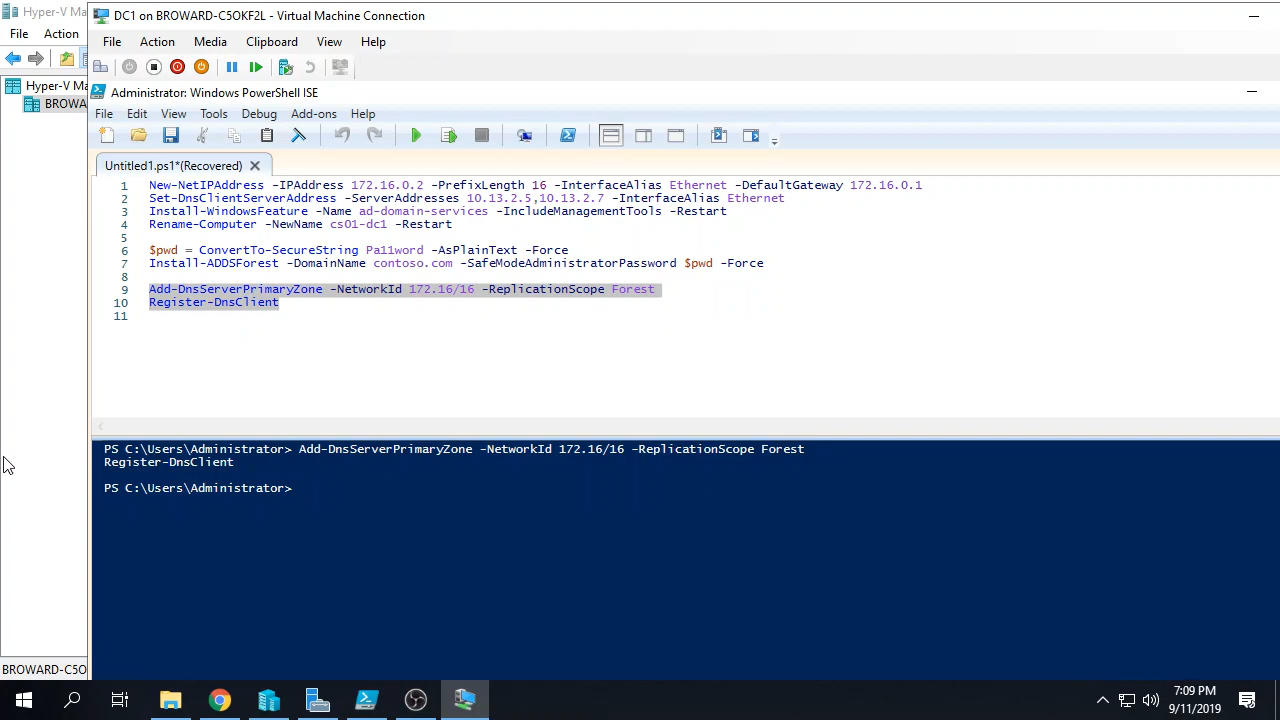 Hyper-V Ma
DC1 on BROWARD-C5OKF2L - Virtual Machine Connection
File Action
File Action Media Clipboard View Help
Hyper-V Ma
BROWA
Administrator: Windows PowerShell ISE
File Edit View Tools Debug Add-ons Help
Untitled1.ps1*(Recovered)
1 New-NetIPAddress -IPAddress 172.16.0.2 -PrefixLength 16 -InterfaceAlias Ethernet -DefaultGateway 172.16.0.1
2 Set-DnsClientServerAddress -ServerAddresses 10.13.2.5,10.13.2.7 -InterfaceAlias Ethernet
3 Install-WindowsFeature -Name ad-domain-services -IncludeManagementTools -Restart
4 Rename-Computer -NewName cs01-dc1 -Restart
5
6 $pwd = ConvertTo-SecureString Pa11word -AsPlainText -Force
7 Install-ADDSForest -DomainName contoso.com -SafeModeAdministratorPassword $pwd -Force
8
9 Add-DnsServerPrimaryZone -NetworkId 172.16/16 -ReplicationScope Forest
10 Register-DnsClient
11
PS C:\Users\Administrator> Add-DnsServerPrimaryZone -NetworkId 172.16/16 -ReplicationScope Forest
Register-DnsClient
PS C:\Users\Administrator>
BROWARD-C5O
7:09 PM
9/11/2019